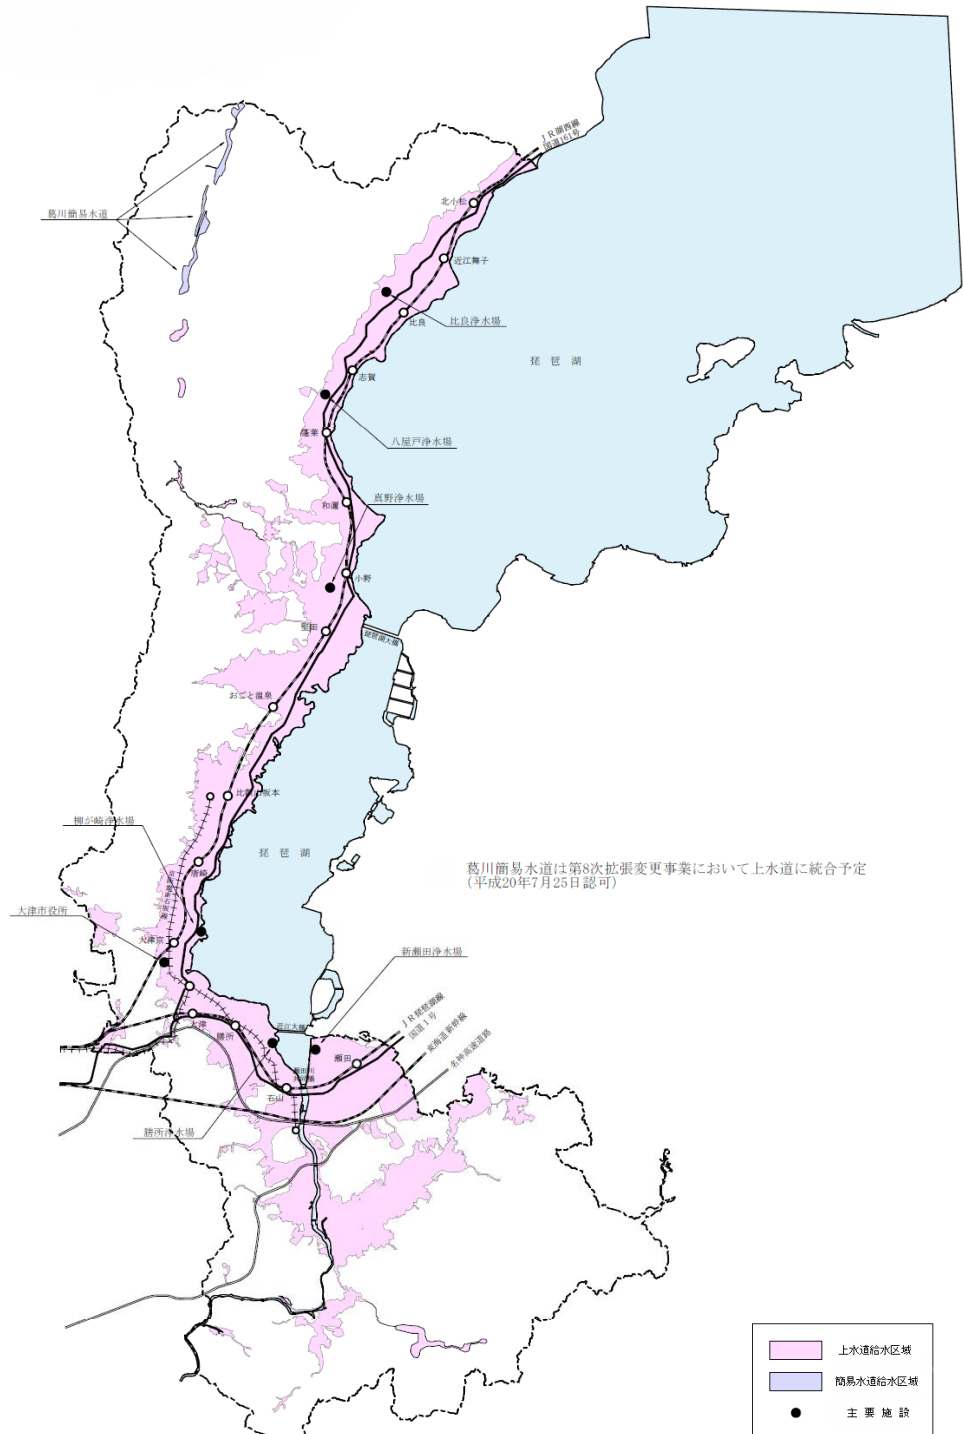 JR湖西線
国道161号
北小松
葛川簡易水道
近江舞子
比良
比良浄水場
琵琶湖
志賀
八屋戸浄水場
蓬莱
真野浄水場
和邇
小野
堅田
琵琶湖大橋
おごと温泉
比叡山坂本
柳が崎浄水場
琵琶湖
唐崎
葛川簡易水道は第8次拡張変更事業において上水道に統合予定
(平成20年7月25日認可)
大津市役所
大津京
新瀬田浄水場
JR琵琶湖線
国道1号
東海道新幹線
名神高速道路
大津
膳所
近江大橋
瀬田
石山
膳所浄水場
上水道給水区域
簡易水道給水区域
主要施設